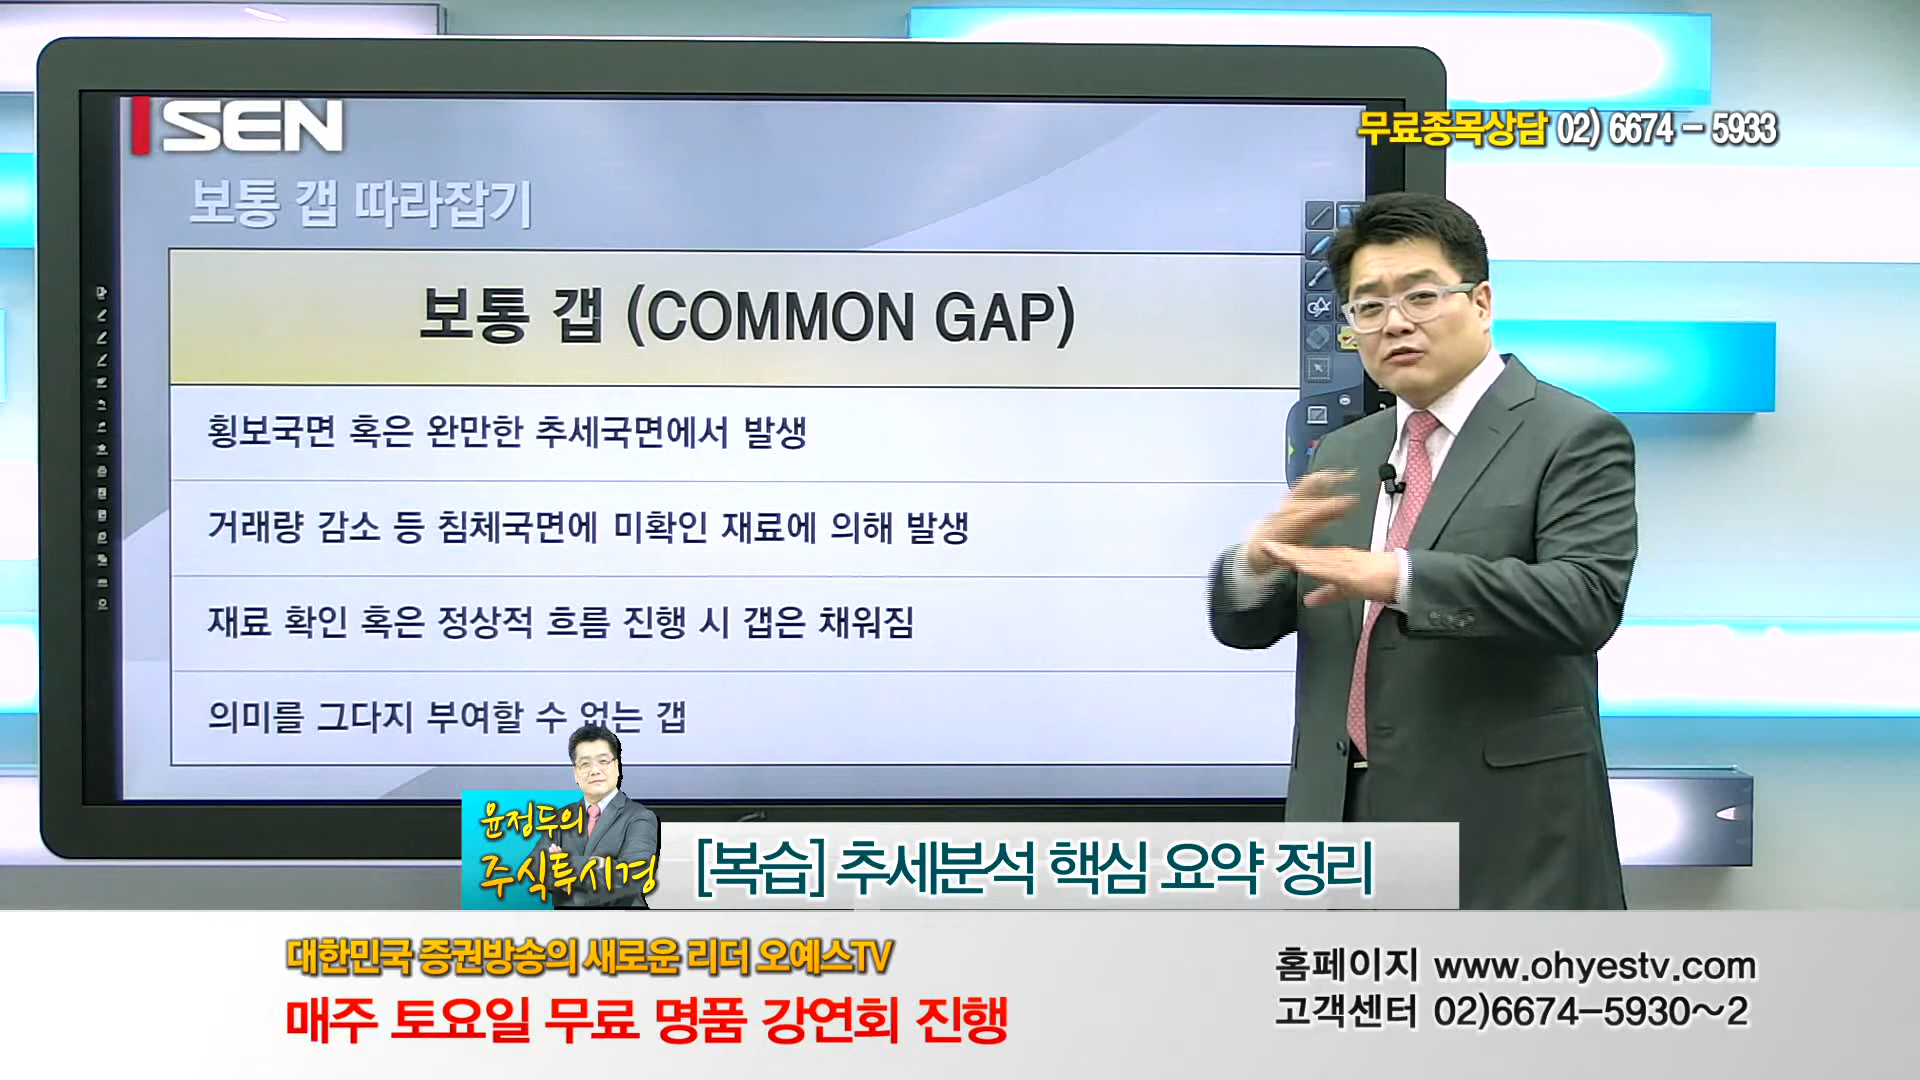 SEN
무료종목상담 02) 6674 - 5933
보통 갭 따라잡기
보통 갭 (COMMON GAP)
횡보국면 혹은 완만한 추세국면에서 발생
거래량 감소 등 침체국면에 미확인 재료에 의해 발생
재료 확인 혹은 정상적 흐름 진행 시 갭은 채워짐
의미를 그다지 부여할 수 없는 갭
윤정두의
주식투시경
[복습] 추세분석 핵심 요약 정리
대한민국 증권방송의 새로운 리더 오예스TV
매주 토요일 무료 명품 강연회 진행
홈페이지 www.ohyestv.com
고객센터 02)6674-5930~2